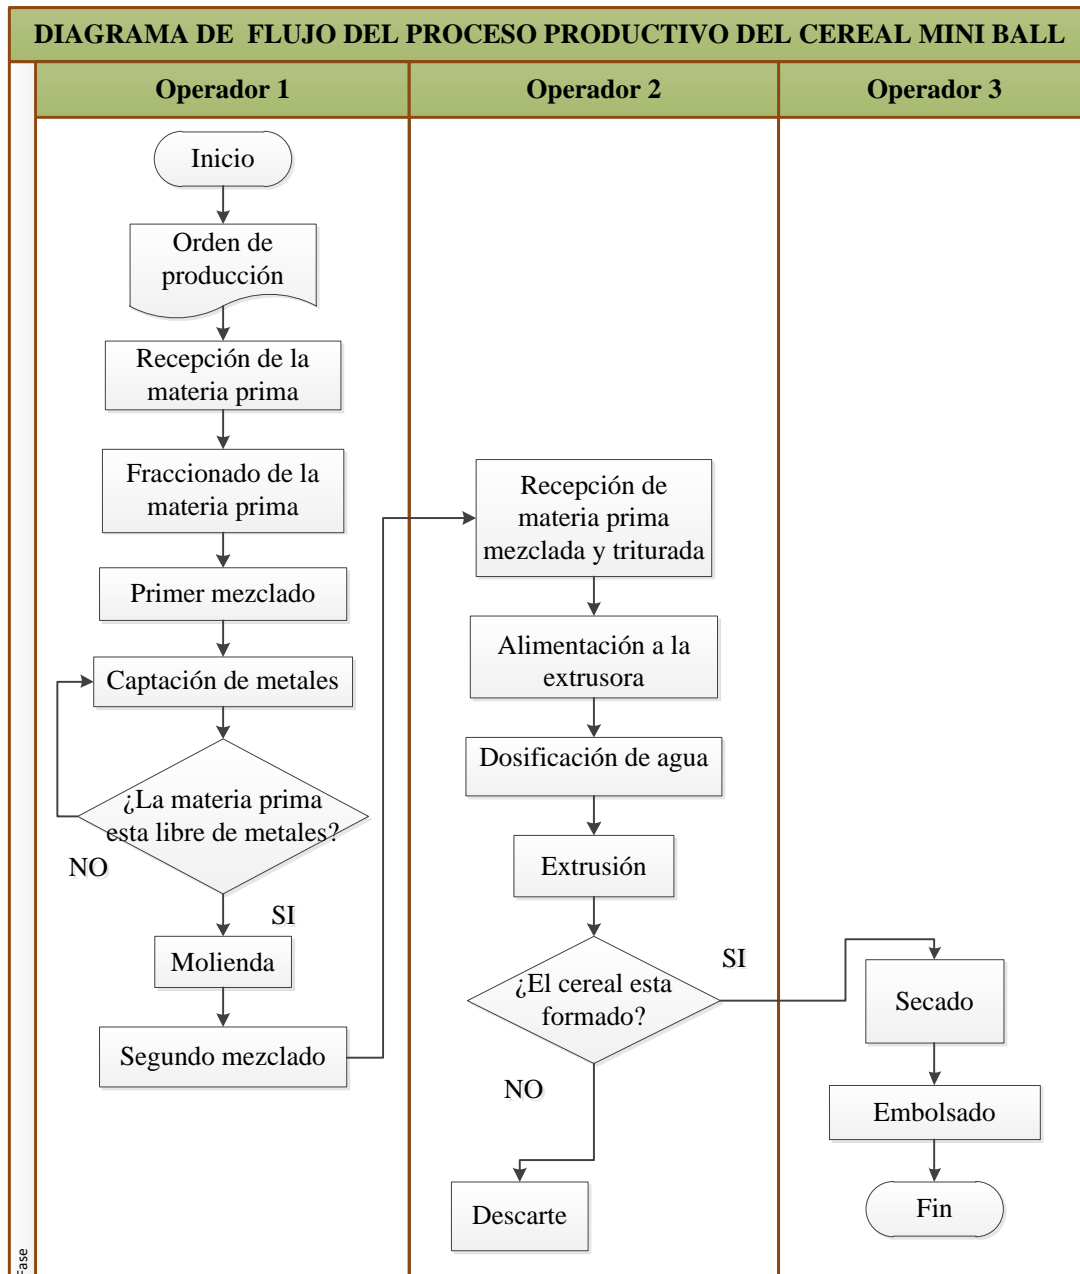 DIAGRAMA DE FLUJO DEL PROCESO PRODUCTIVO DEL CEREAL MINI BALL
Operador 1
Operador 2
Operador 3
Inicio
Orden de
producción
Recepción de la
materia prima
Fraccionado de la
materia prima
Primer mezclado
Captación de metales
¿La materia prima
esta libre de metales?
NO
SI
Molienda
Segundo mezclado
Recepción de
materia prima
mezclada y triturada
Alimentación a la
extrusora
Dosificación de agua
Extrusión
¿El cereal esta
formado?
SI
NO
Descarte
Secado
Embolsado
Fin
Fase